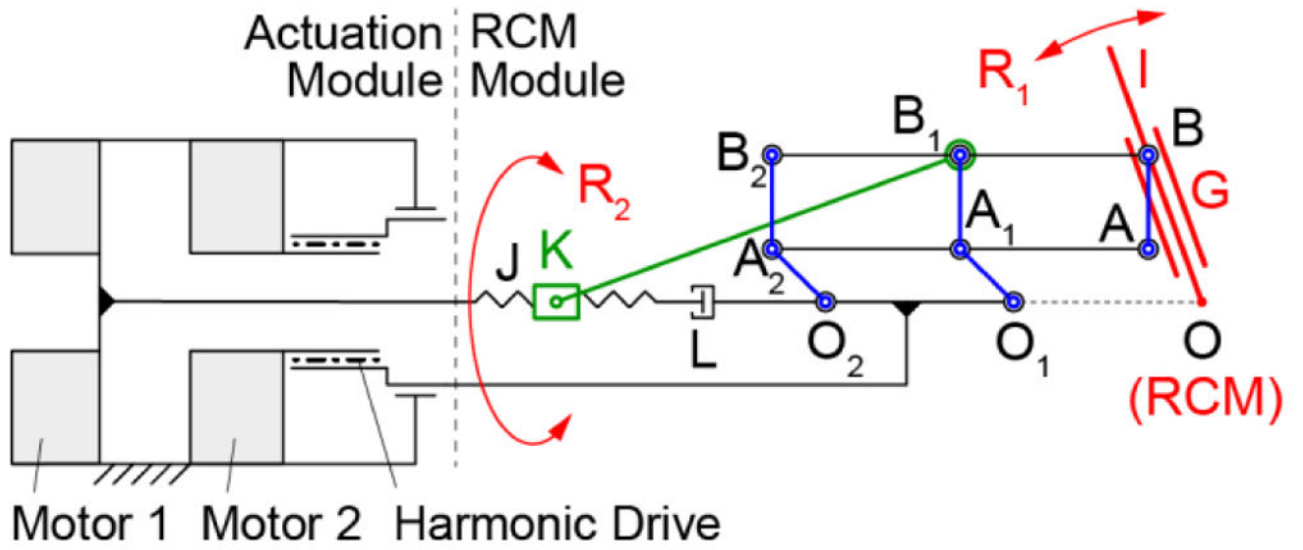 Actuation Module
RCM Module
R₁
I
B₂
B₁
B
G
R₂
A₁
A
J
K
A₂
L
O₂
O₁
O
(RCM)
Motor 1
Motor 2
Harmonic Drive